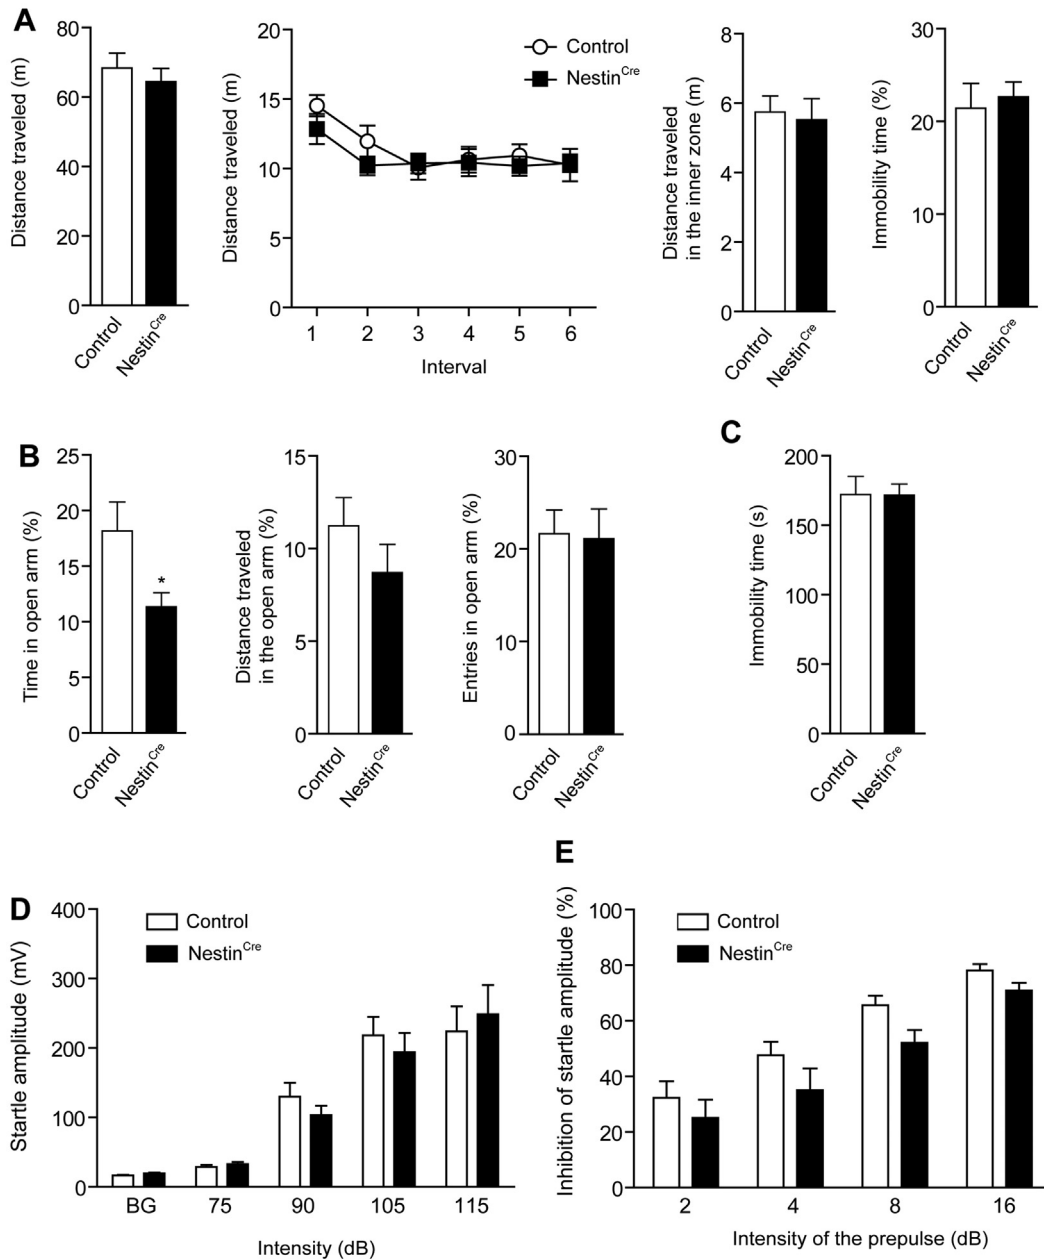 A
Distance traveled (m)
80
60
40
20
0
Control
Nestin^Cre
Distance traveled (m)
20
15
10
5
0
1 2 3 4 5 6
Interval
Control
Nestin^Cre
Distance traveled
in the inner zone (m)
8
6
4
2
0
Control
Nestin^Cre
Immobility time (%)
30
20
10
0
Control
Nestin^Cre
B
Time in open arm (%)
25
20
15
10
5
0
*
Control
Nestin^Cre
Distance traveled
in the open arm (%)
15
10
5
0
Control
Nestin^Cre
Entries in open arm (%)
30
20
10
0
Control
Nestin^Cre
C
Immobility time (s)
200
150
100
50
0
Control
Nestin^Cre
D
Startle amplitude (mV)
400
300
200
100
0
Control
Nestin^Cre
BG 75 90 105 115
Intensity (dB)
E
Inhibition of startle amplitude (%)
100
80
60
40
20
0
Control
Nestin^Cre
2 4 8 16
Intensity of the prepulse (dB)